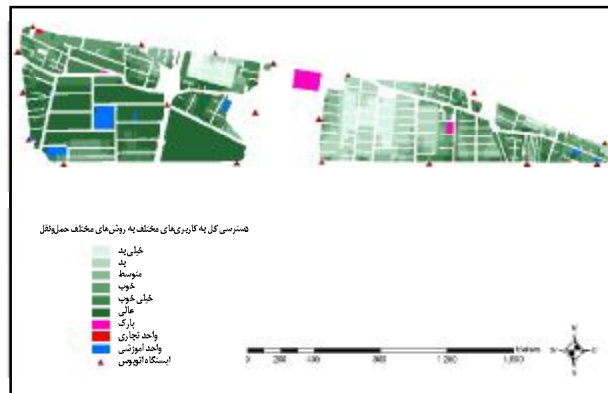 دسترسی کل به کاربری‌های مختلف به روش‌های مختلف حمل‌ونقل
خیلی بد
بد
متوسط
خوب
خیلی خوب
عالی
پارک
واحد تجاری
واحد آموزشی
ایستگاه اتوبوس
Meters
0 200 400 800 1,200 1,600